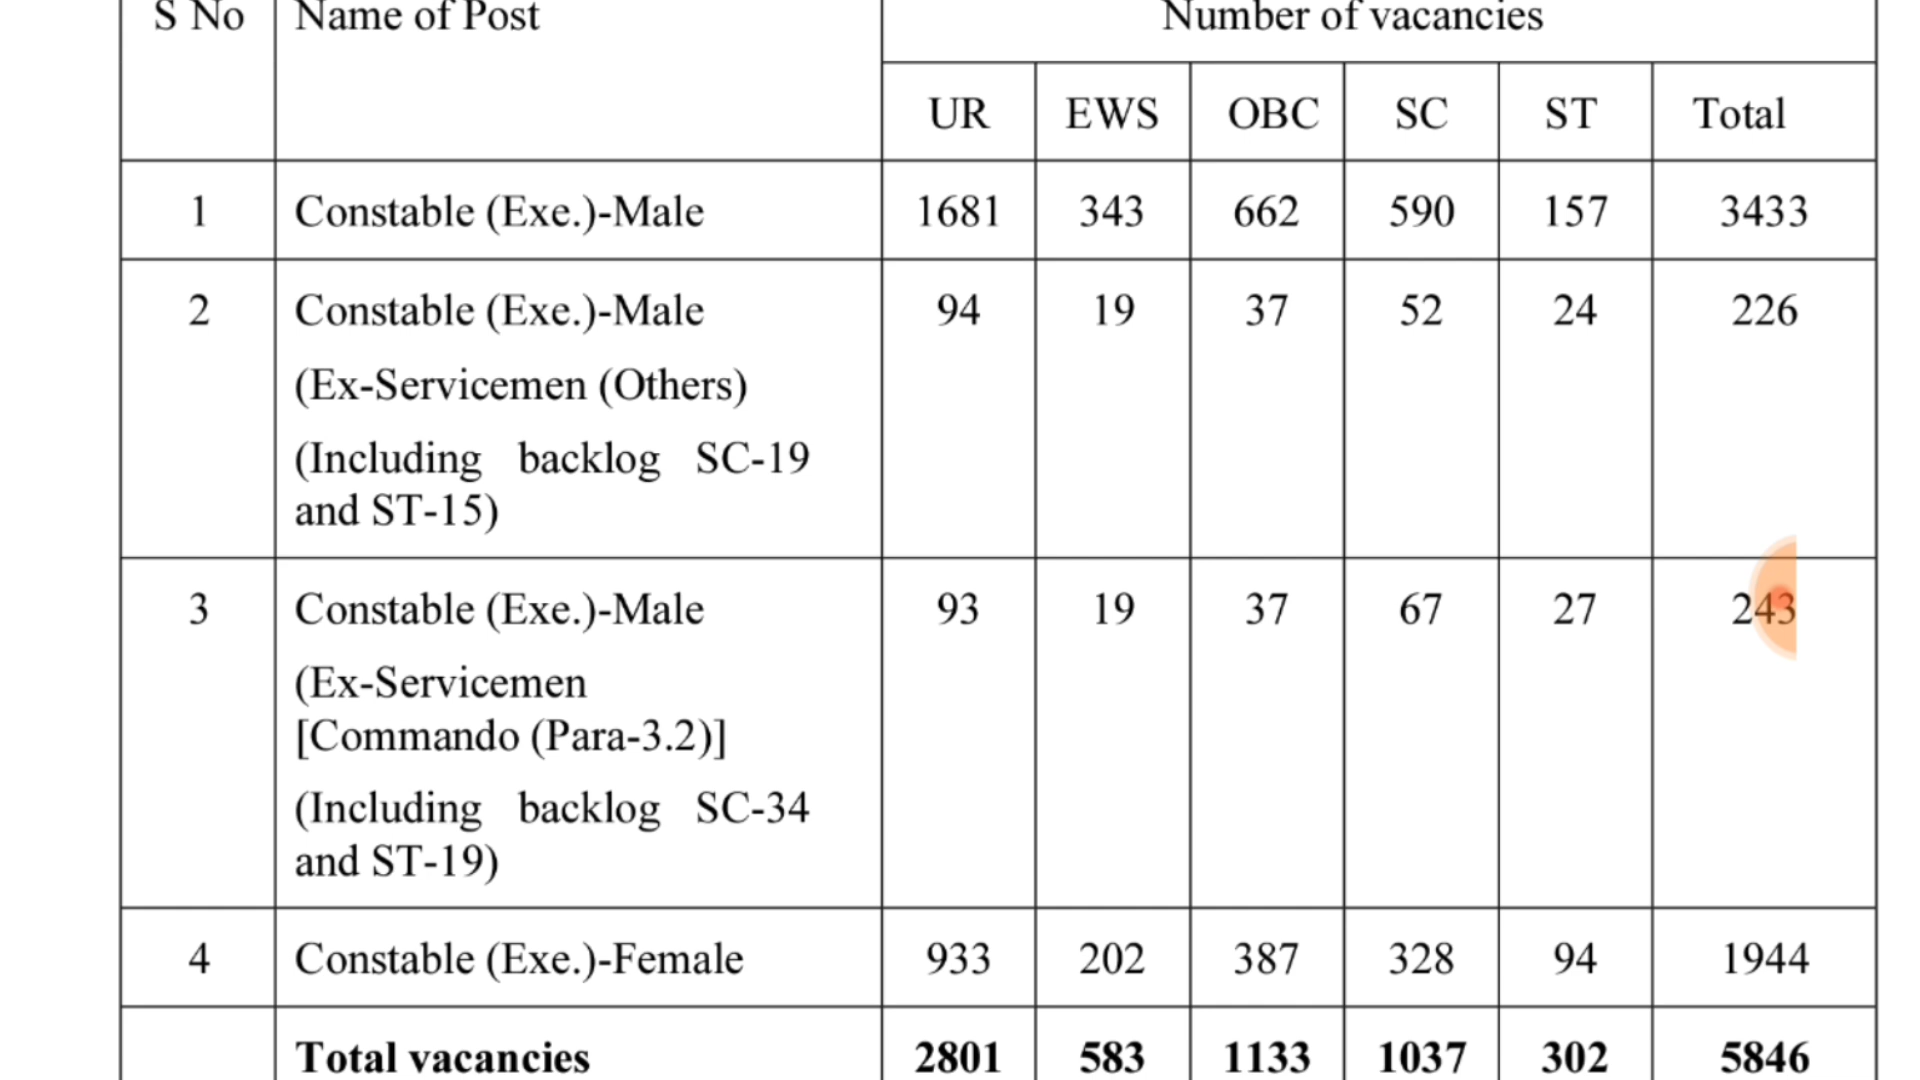 S No Name of Post Number of vacancies
UR EWS OBC SC ST Total
1 Constable (Exe.)-Male 1681 343 662 590 157 3433
2 Constable (Exe.)-Male 94 19 37 52 24 226
(Ex-Servicemen (Others)
(Including backlog SC-19
and ST-15)
3 Constable (Exe.)-Male 93 19 37 67 27 243
(Ex-Servicemen
[Commando (Para-3.2)]
(Including backlog SC-34
and ST-19)
4 Constable (Exe.)-Female 933 202 387 328 94 1944
Total vacancies 2801 583 1133 1037 302 5846